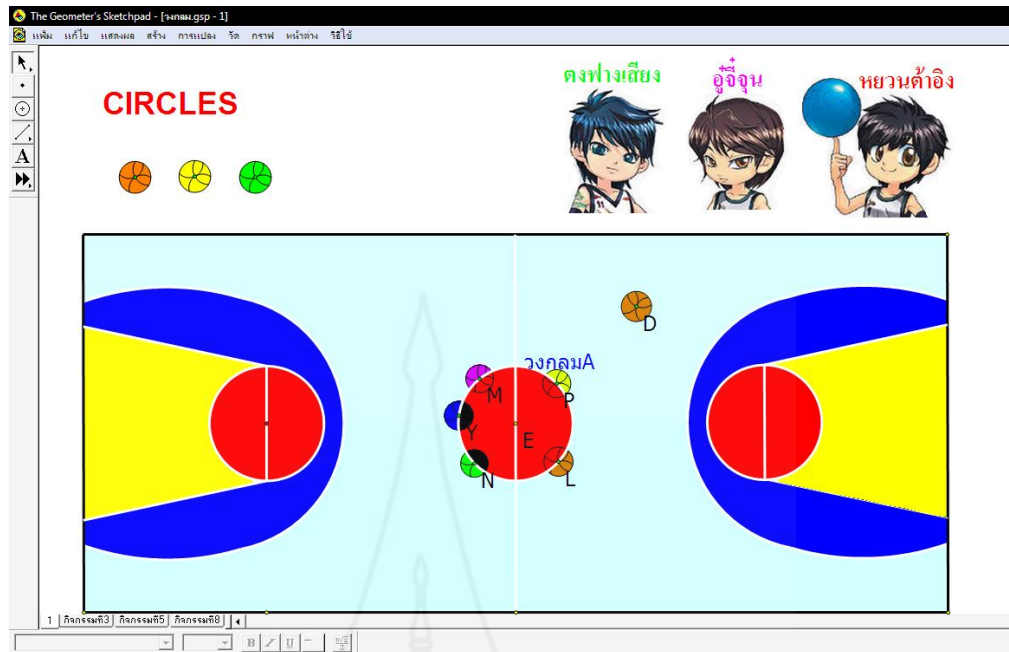 The Geometer's Sketchpad - [วงกลม.gsp - 1]
แฟ้ม แก้ไข แสดงผล สร้าง การแปลง วัด กราฟ หน้าต่าง วิธีใช้
A
CIRCLES
ตงฟางเสียง
อู๋จี๋จุน
หยวนต้าอิง
D
วงกลมA
M
P
Y
E
N
L
1 กิจกรรมที่3 กิจกรรมที่5 กิจกรรมที่8
B I U